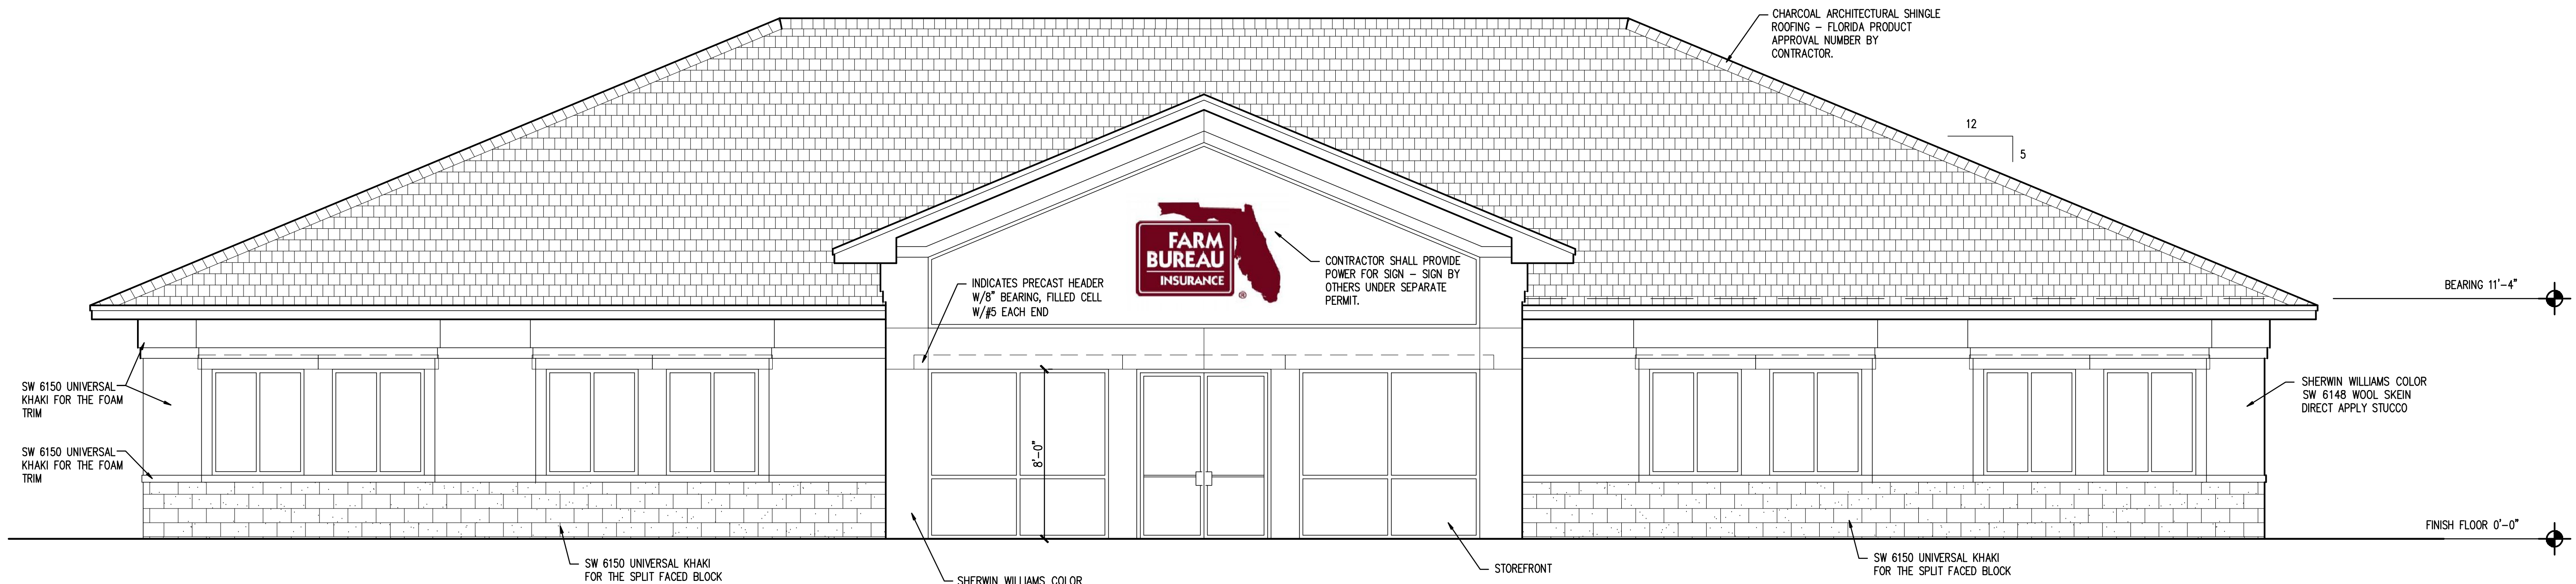 CHARCOAL ARCHITECTURAL SHINGLE
ROOFING – FLORIDA PRODUCT
APPROVAL NUMBER BY
CONTRACTOR.
12
5
FARM
BUREAU
INSURANCE
®
CONTRACTOR SHALL PROVIDE
POWER FOR SIGN – SIGN BY
OTHERS UNDER SEPARATE
PERMIT.
INDICATES PRECAST HEADER
W/8" BEARING, FILLED CELL
W/#5 EACH END
BEARING 11'-4"
SW 6150 UNIVERSAL
KHAKI FOR THE FOAM
TRIM
SHERWIN WILLIAMS COLOR
SW 6148 WOOL SKEIN
DIRECT APPLY STUCCO
SW 6150 UNIVERSAL
KHAKI FOR THE FOAM
TRIM
8'-0"
FINISH FLOOR 0'-0"
SW 6150 UNIVERSAL KHAKI
FOR THE SPLIT FACED BLOCK
SHERWIN WILLIAMS COLOR
STOREFRONT
SW 6150 UNIVERSAL KHAKI
FOR THE SPLIT FACED BLOCK